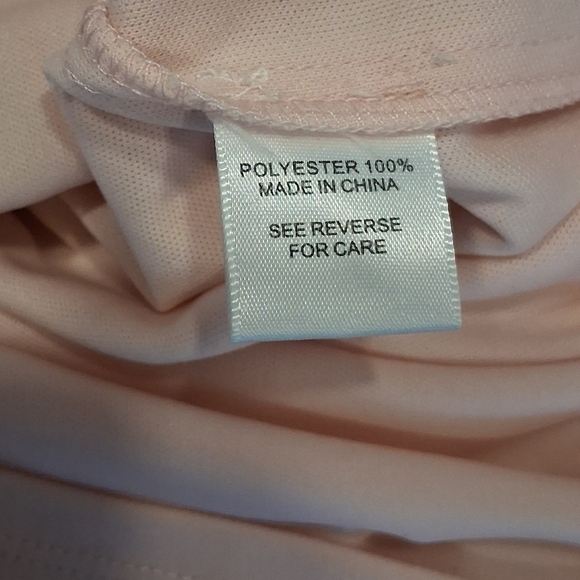 POLYESTER 100%
MADE IN CHINA
SEE REVERSE
FOR CARE